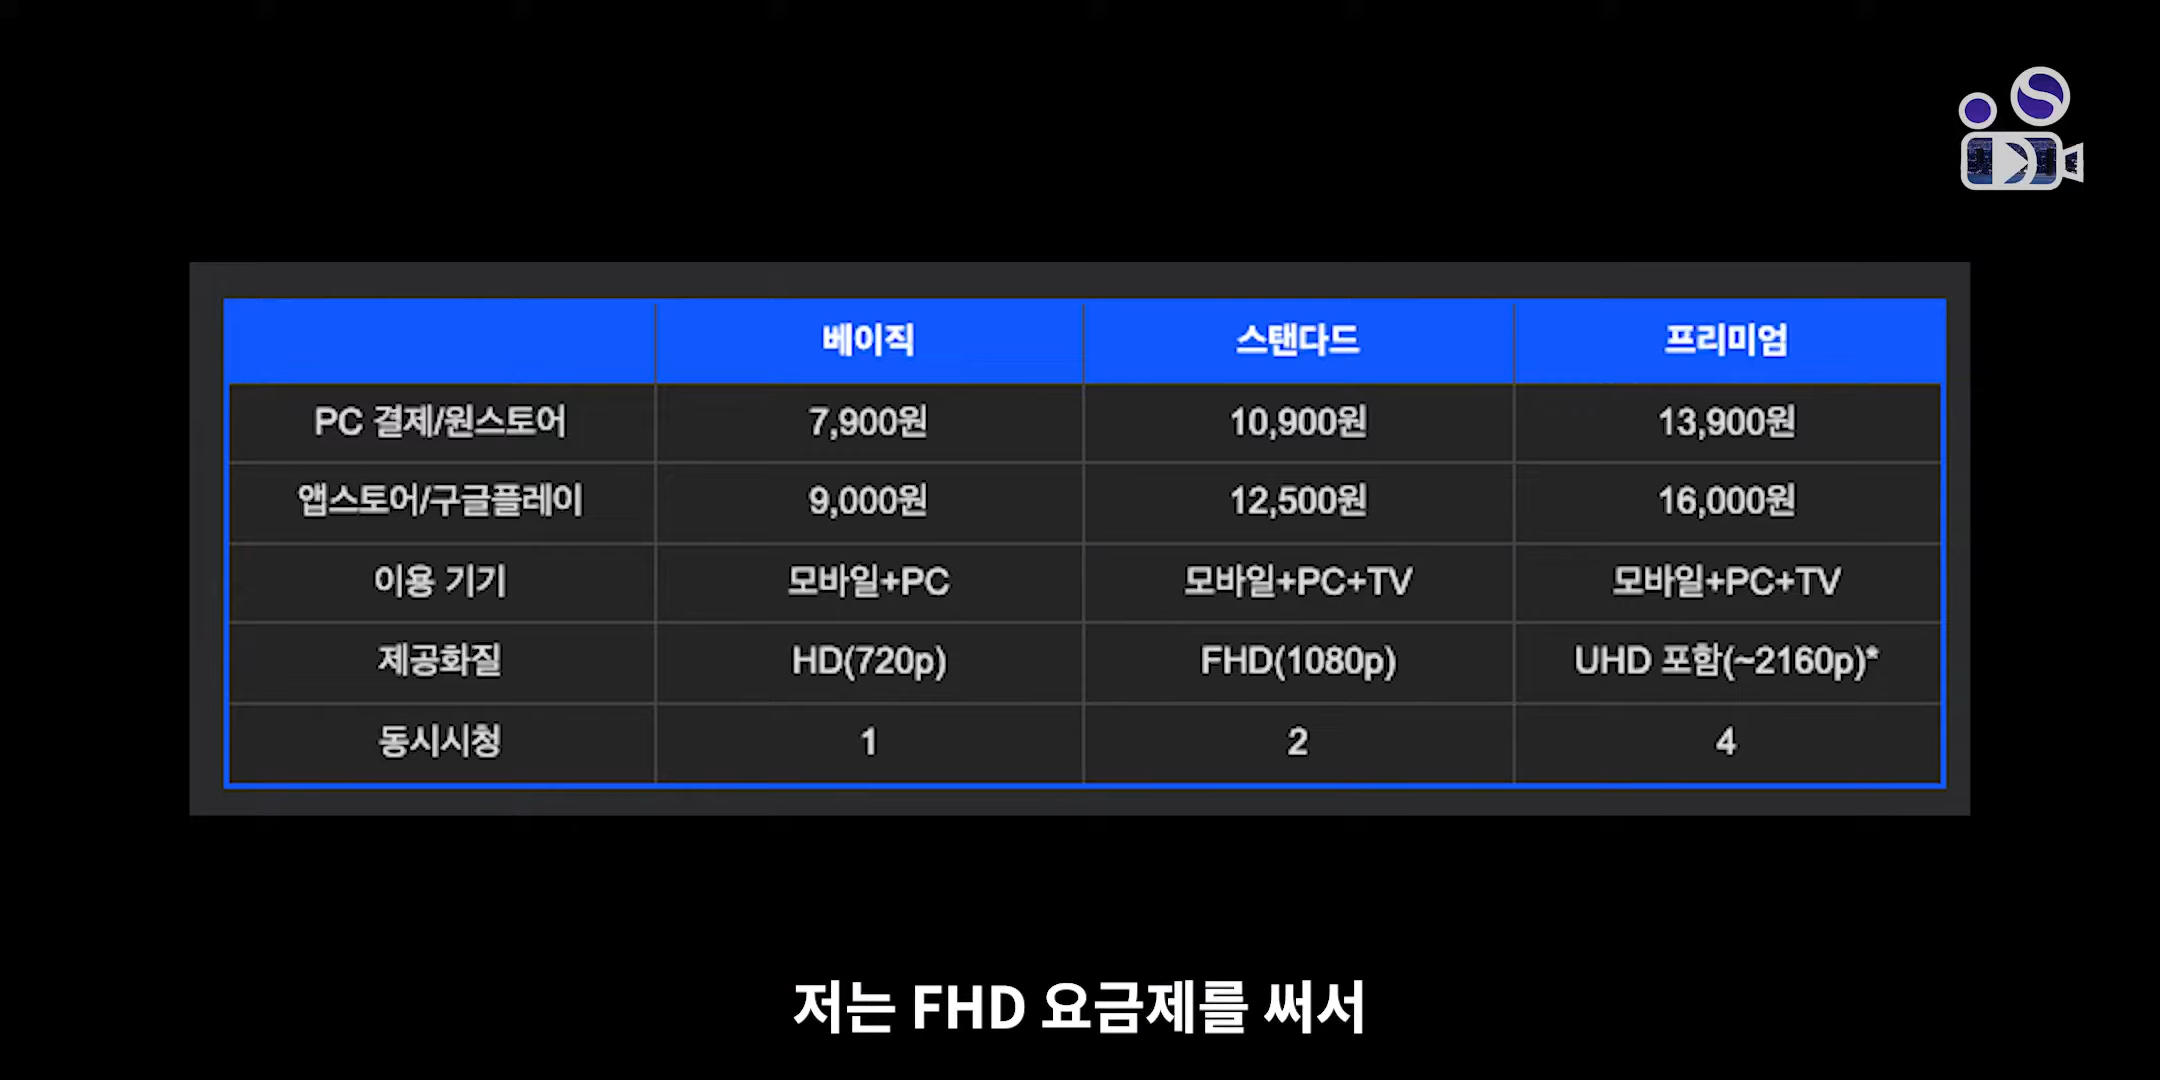 베이직 스탠다드 프리미엄
PC 결제/원스토어 7,900원 10,900원 13,900원
앱스토어/구글플레이 9,000원 12,500원 16,000원
이용 기기 모바일+PC 모바일+PC+TV 모바일+PC+TV
제공화질 HD(720p) FHD(1080p) UHD 포함(~2160p)*
동시시청 1 2 4
저는 FHD 요금제를 써서